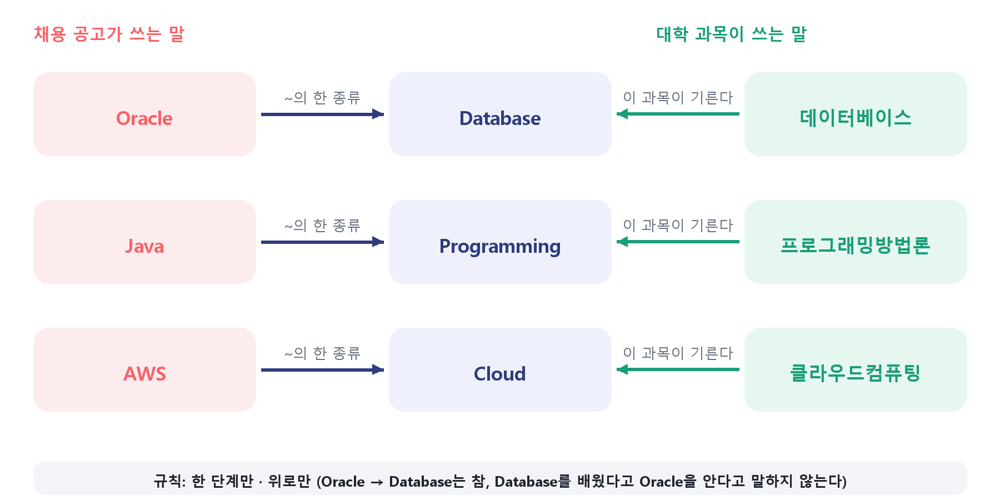 채용 공고가 쓰는 말
대학 과목이 쓰는 말
Oracle
~의 한 종류
Database
이 과목이 기른다
데이터베이스
Java
~의 한 종류
Programming
이 과목이 기른다
프로그래밍방법론
AWS
~의 한 종류
Cloud
이 과목이 기른다
클라우드컴퓨팅
규칙: 한 단계만 · 위로만 (Oracle → Database는 참, Database를 배웠다고 Oracle을 안다고 말하지 않는다)